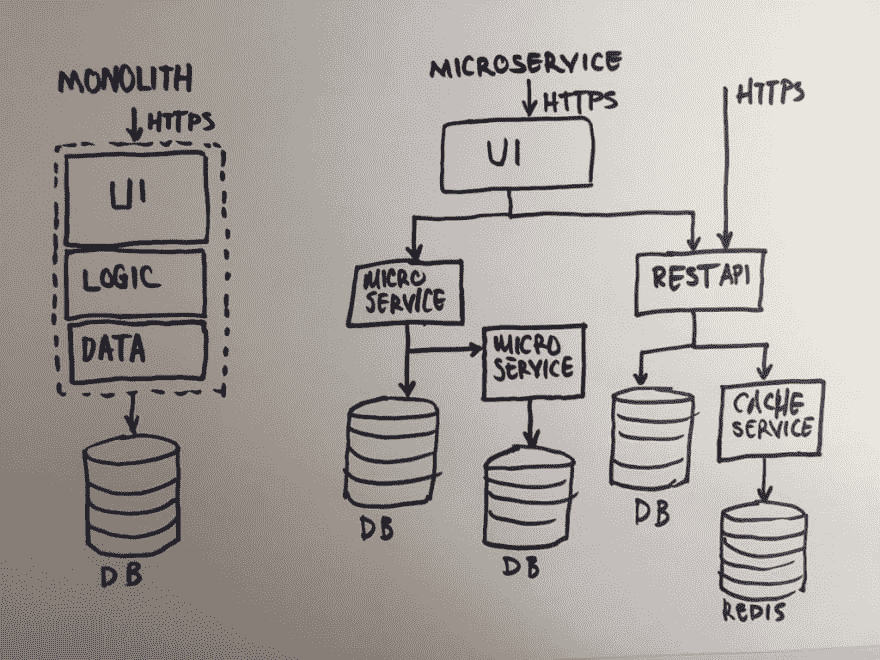 MONOLITH
HTTPS
UI
LOGIC
DATA
DB
MICROSERVICE
HTTPS
HTTPS
UI
MICRO
SERVICE
REST API
MICRO
SERVICE
CACHE
SERVICE
DB
DB
DB
REDIS